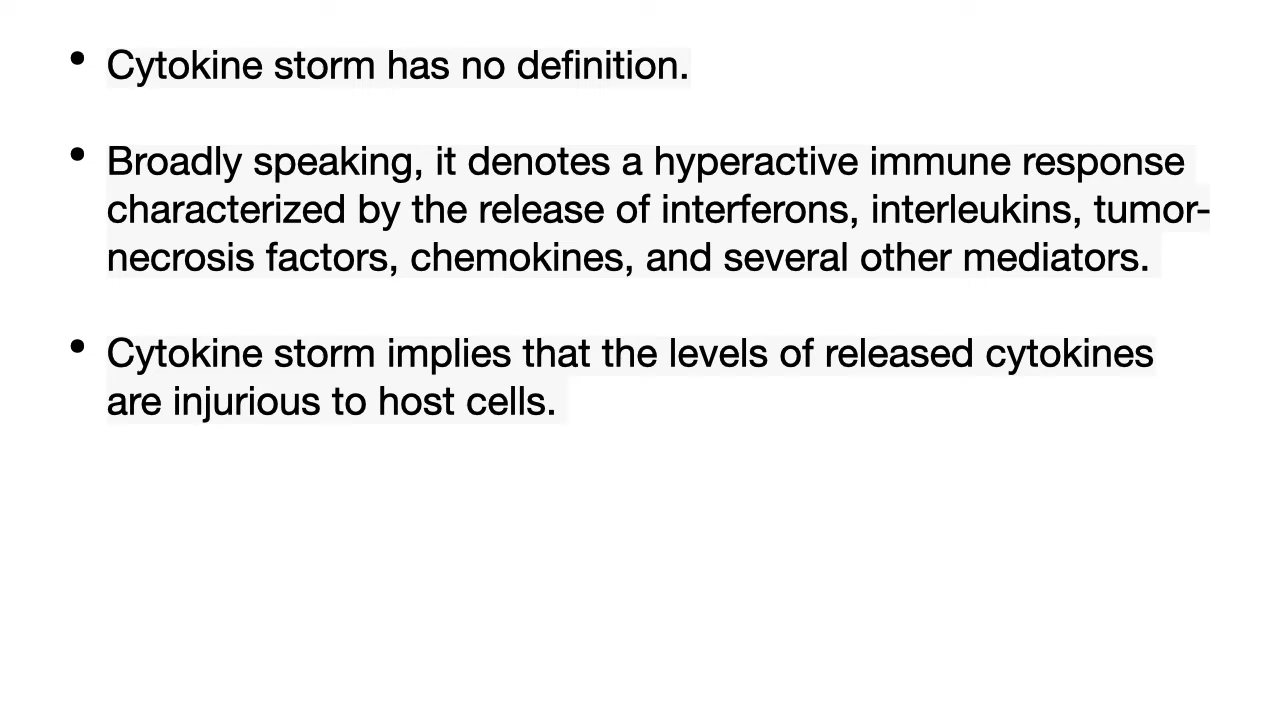 • Cytokine storm has no definition.
• Broadly speaking, it denotes a hyperactive immune response
characterized by the release of interferons, interleukins, tumor-
necrosis factors, chemokines, and several other mediators.
• Cytokine storm implies that the levels of released cytokines
are injurious to host cells.